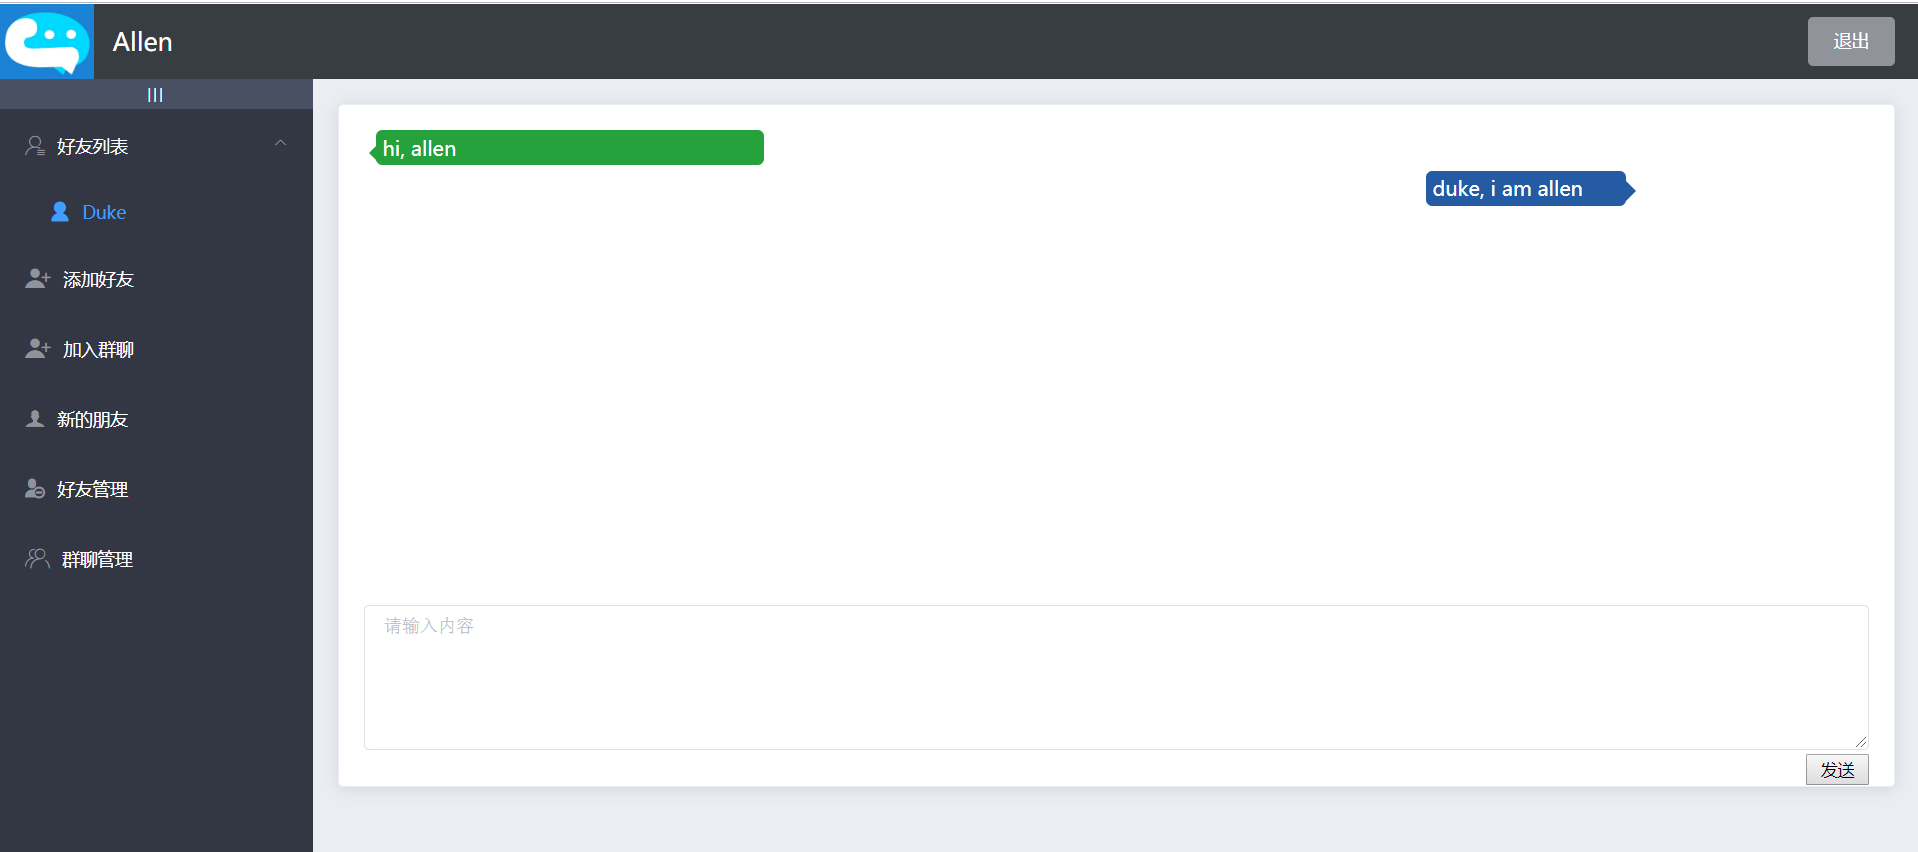 Allen
退出
|||
好友列表
Duke
添加好友
加入群聊
新的朋友
好友管理
群聊管理
hi, allen
duke, i am allen
请输入内容
发送